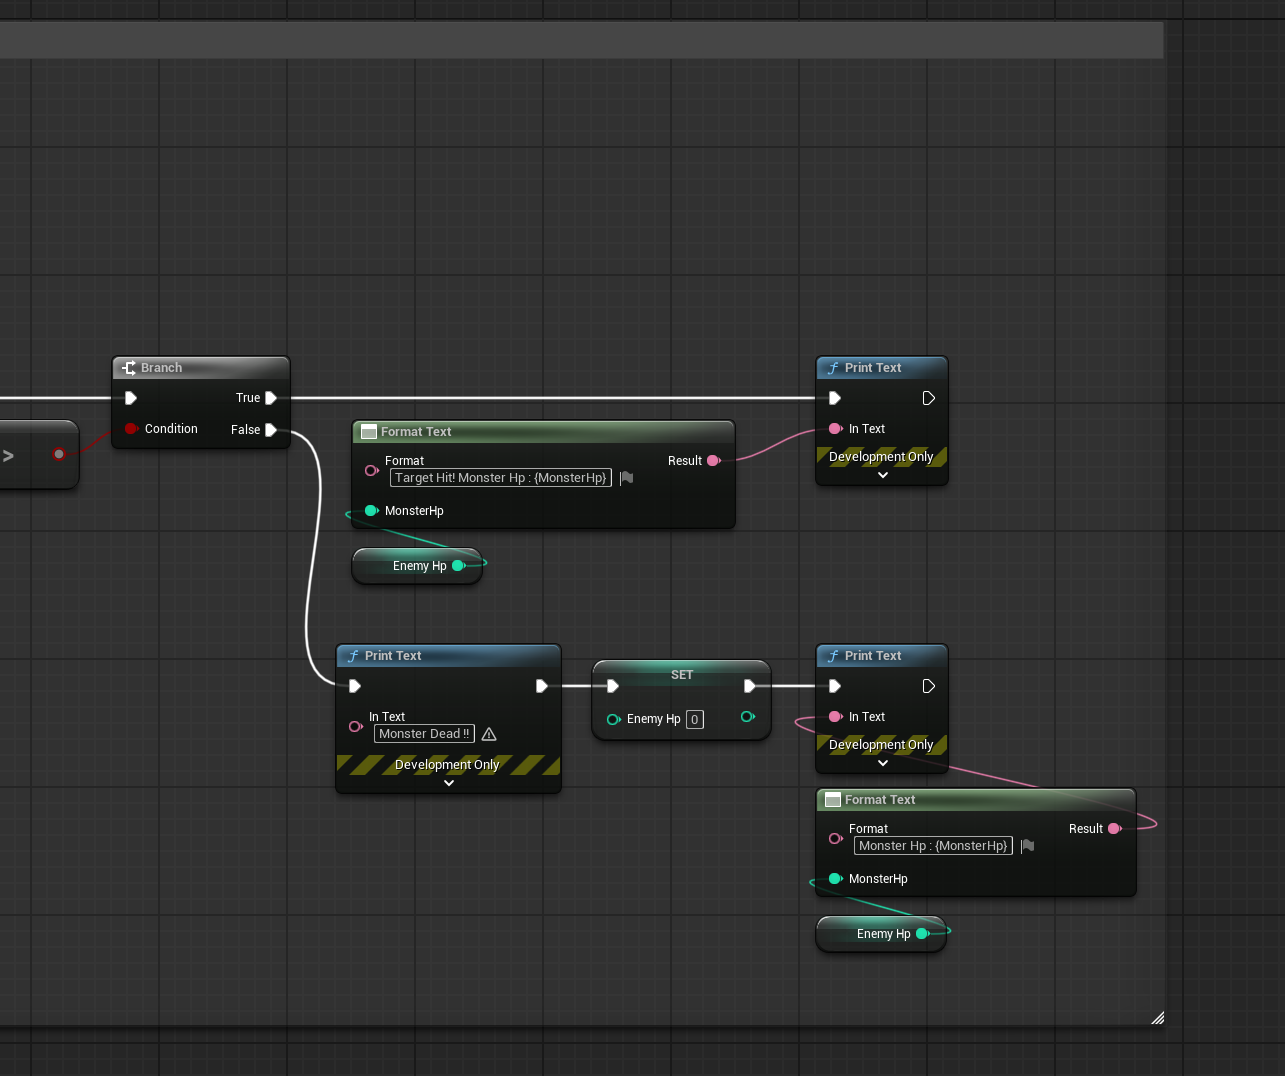 Branch
True
Condition
False
>
Format Text
Format
Target Hit! Monster Hp : {MonsterHp}
Result
MonsterHp
Enemy Hp
Print Text
In Text
Development Only
Print Text
In Text
Monster Dead !!
Development Only
SET
Enemy Hp 0
Print Text
In Text
Development Only
Format Text
Format
Monster Hp : {MonsterHp}
Result
MonsterHp
Enemy Hp